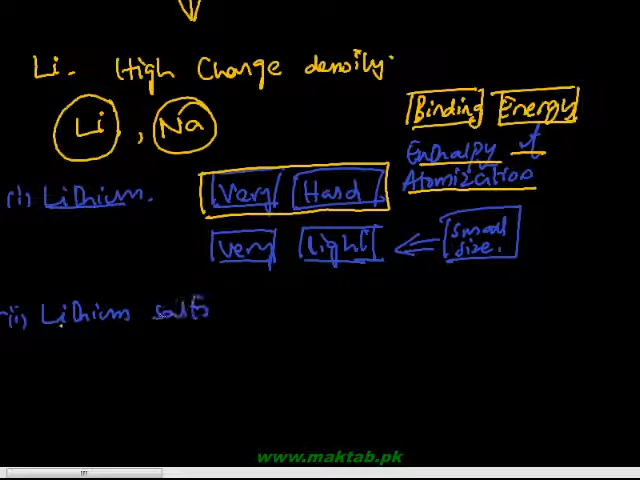 Li. High Charge density.
Li , Na
Binding Energy
Enthalpy of
Atomization
(i) Lithium. Very Hard
Very light Small
size.
(ii) Lithium salts
www.maktab.pk